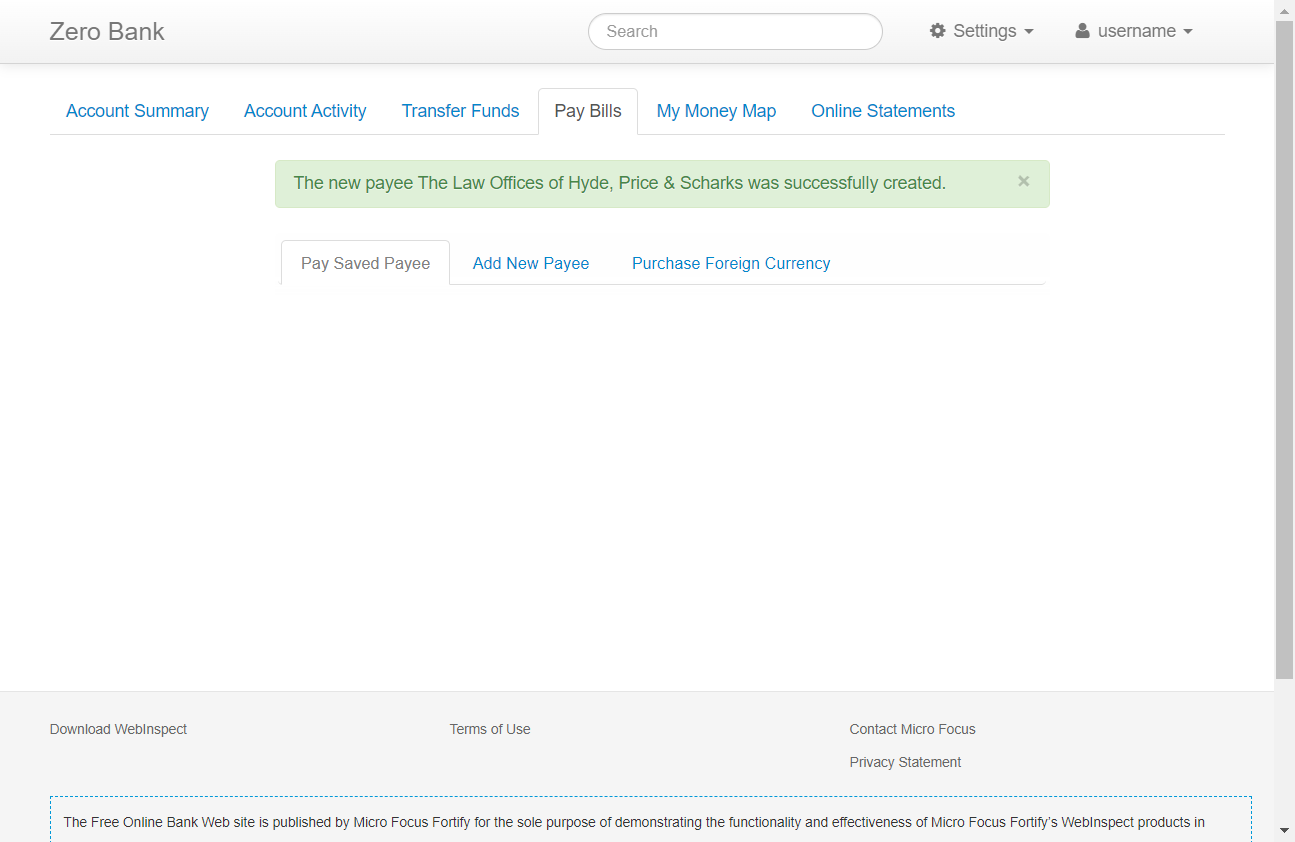 Zero Bank
Search
Settings
username
Account Summary
Account Activity
Transfer Funds
Pay Bills
My Money Map
Online Statements
The new payee The Law Offices of Hyde, Price & Scharks was successfully created.
×
Pay Saved Payee
Add New Payee
Purchase Foreign Currency
Download WebInspect
Terms of Use
Contact Micro Focus
Privacy Statement
The Free Online Bank Web site is published by Micro Focus Fortify for the sole purpose of demonstrating the functionality and effectiveness of Micro Focus Fortify's WebInspect products in